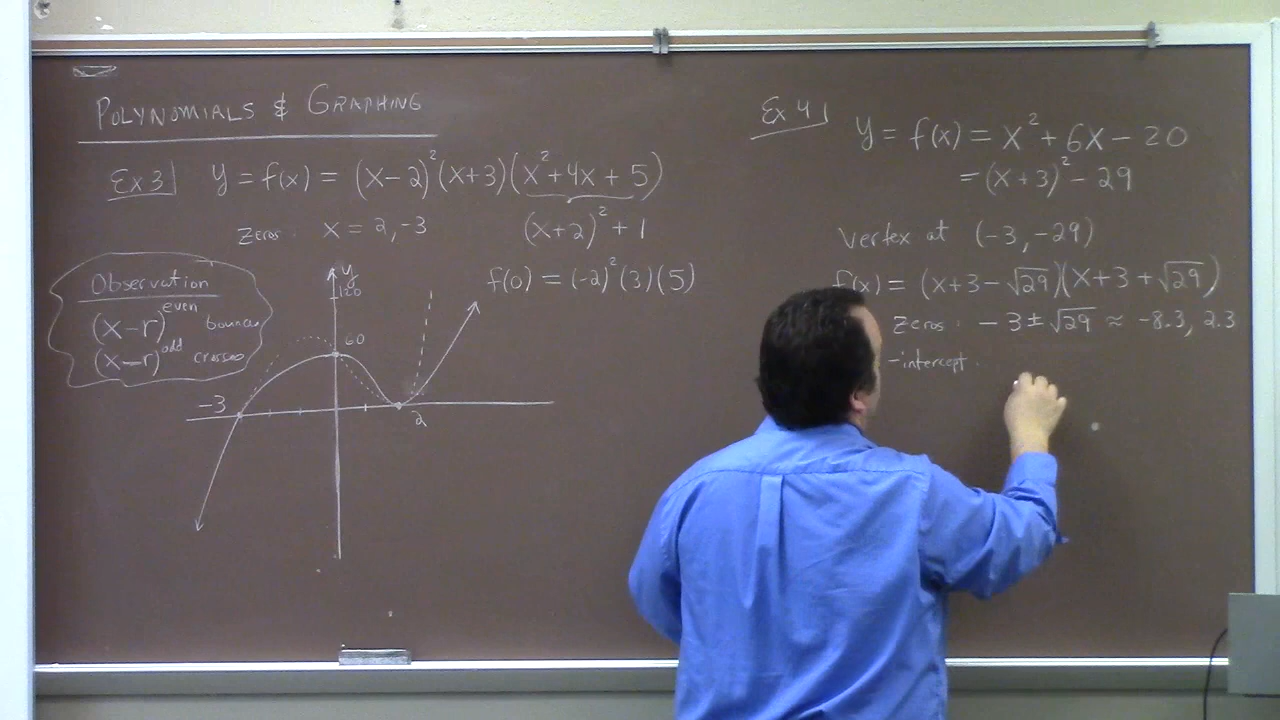 POLYNOMIALS & GRAPHING
Ex 3 y = f(x) = (x-2)²(x+3)(x²+4x+5)
Zeros: x = 2, -3 (x+2)² + 1
Observation
(x-r)^even bounces
(x-r)^odd crosses
f(0) = (-2)²(3)(5)
y
120
60
-3
2
Ex 4 y = f(x) = x² + 6x - 20
= (x+3)² - 29
Vertex at (-3, -29)
f(x) = (x+3-√29)(x+3+√29)
Zeros: -3 ± √29 ≈ -8.3, 2.3
-intercept: